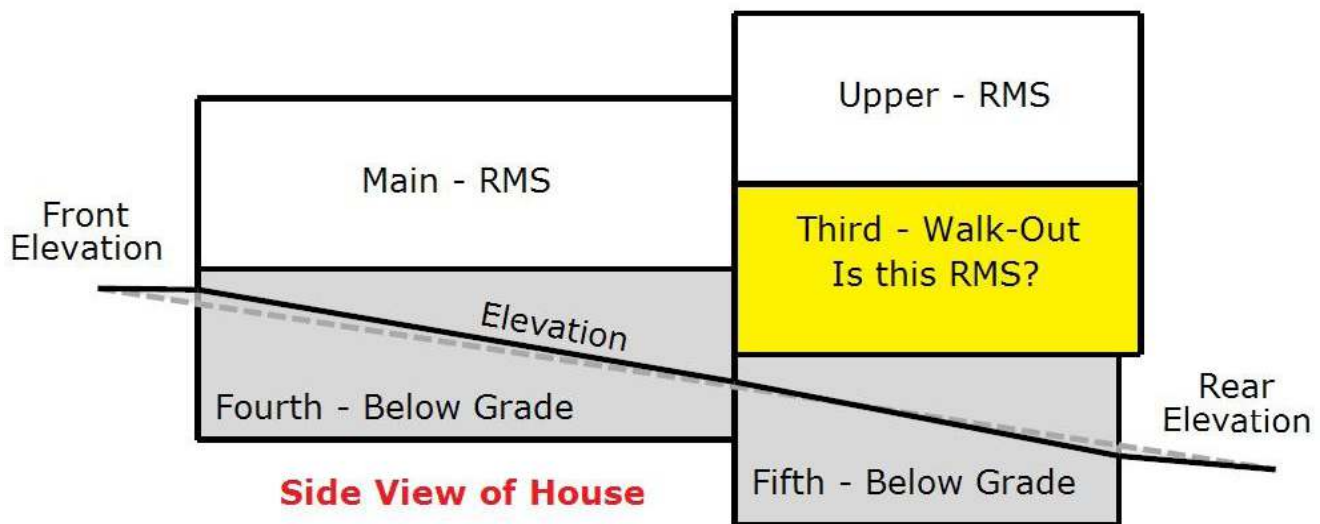 Upper - RMS
Main - RMS
Front
Elevation
Third - Walk-Out
Is this RMS?
Elevation
Fourth - Below Grade
Rear
Elevation
Side View of House
Fifth - Below Grade